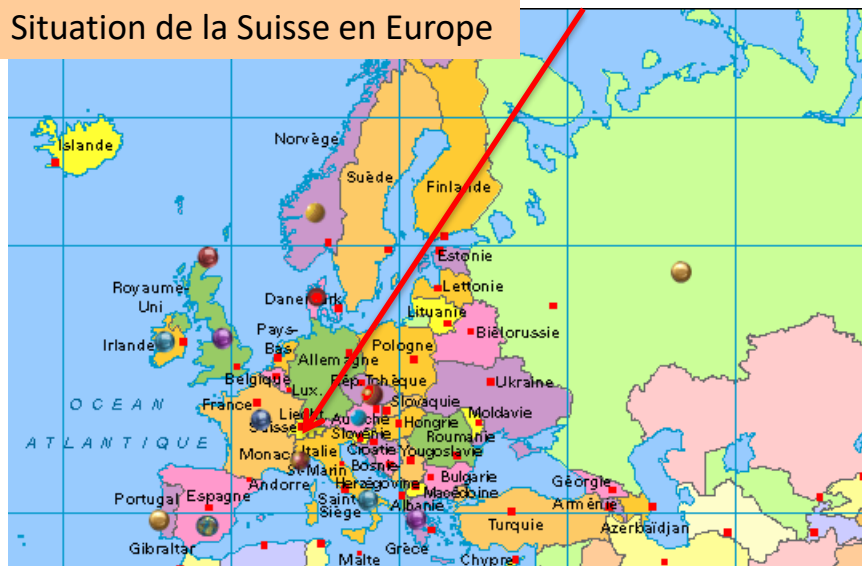 Situation de la Suisse en Europe
Islande
Norvège
Suède
Finlande
Estonie
Royaume-
Uni
Danemark
Lettonie
Lituanie
Irlande
Pays-
Bas
Biélorussie
Allemagne
Pologne
Belgique
Lux.
Rép. Tchèque
Ukraine
OCEAN
ATLANTIQUE
France
Liecht
Slovaquie
Suisse
Autriche
Hongrie
Moldavie
Slovénie
Roumanie
Monac
Italie
Croatie
Yougoslavie
St-Marin
Bosnie-
Herzégovine
Bulgarie
Andorre
Macédoine
Géorgie
Portugal
Espagne
Saint
Siège
Albanie
Arménie
Azerbaïdjan
Turquie
Gibraltar
Grèce
Malte
Chypre